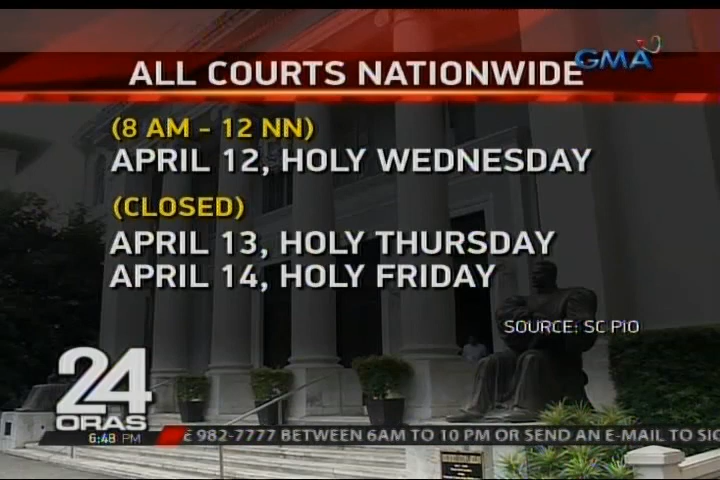 ALL COURTS NATIONWIDE
GMA
(8 AM - 12 NN)
APRIL 12, HOLY WEDNESDAY
(CLOSED)
APRIL 13, HOLY THURSDAY
APRIL 14, HOLY FRIDAY
SOURCE: SC PIO
24
ORAS
6:48 PM
E 982-7777 BETWEEN 6AM TO 10 PM OR SEND AN E-MAIL TO SIG